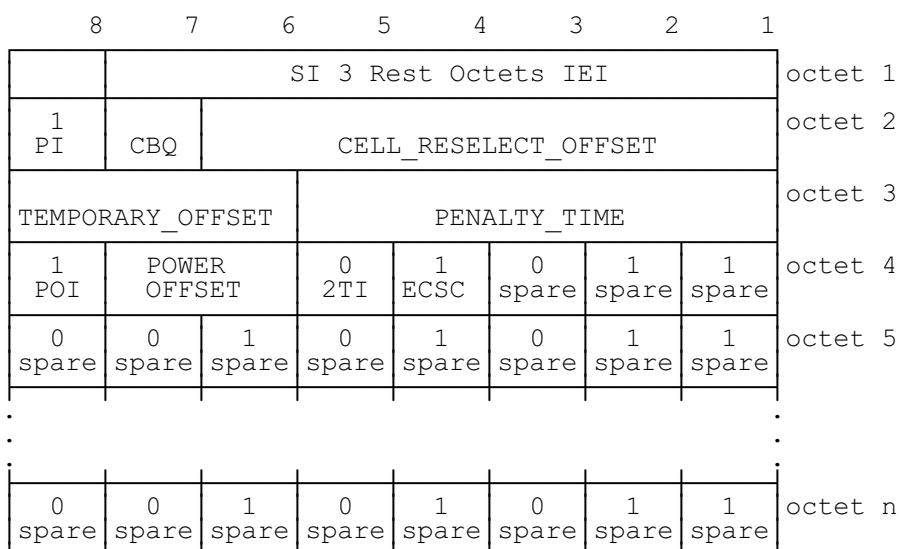 8 7 6 5 4 3 2 1
SI 3 Rest Octets IEI octet 1
1 octet 2
PI CBQ CELL_RESELECT_OFFSET
octet 3
TEMPORARY_OFFSET PENALTY_TIME
1 POWER 0 1 0 1 1 octet 4
POI OFFSET 2TI ECSC spare spare spare
0 0 1 0 1 0 1 1 octet 5
spare spare spare spare spare spare spare spare
0 0 1 0 1 0 1 1 octet n
spare spare spare spare spare spare spare spare